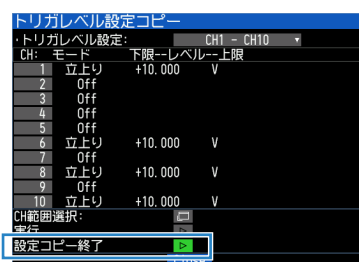 トリガレベル設定コピー
・トリガレベル設定: CH1 - CH10 ▼
CH: モード 下限--レベル--上限
1 立上り +10.000 V
2 Off
3 Off
4 Off
5 Off
6 立上り +10.000 V
7 Off
8 立上り +10.000 V
9 Off
10 立上り +10.000 V
CH範囲選択:
実行
設定コピー終了